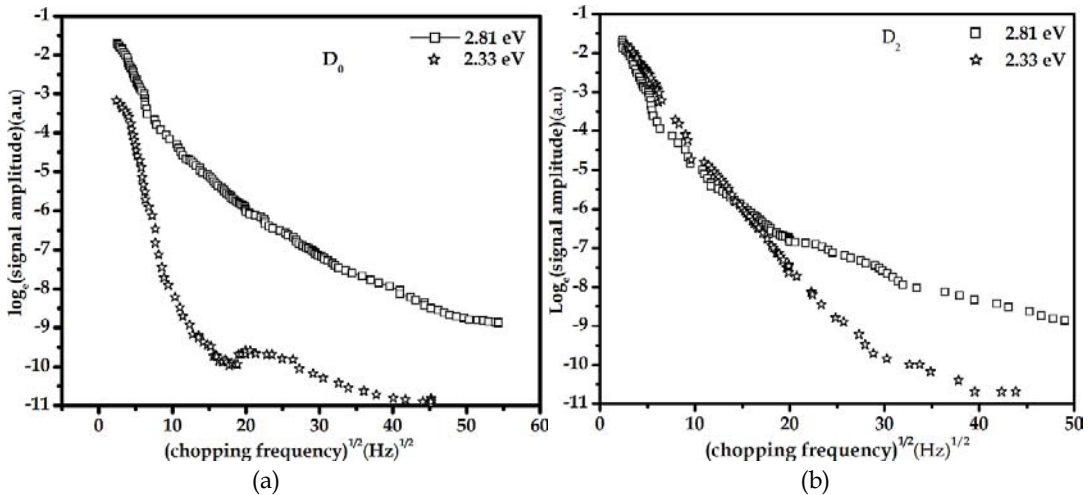 -1
-2
-3
-4
-5
-6
-7
-8
-9
-10
-11
0
10
20
30
40
50
60
log_e(signal amplitude)(a.u)
(chopping frequency)^1/2(Hz)^1/2
D_0
2.81 eV
2.33 eV
(a)
-1
-2
-3
-4
-5
-6
-7
-8
-9
-10
-11
0
10
20
30
40
50
Log_e(signal amplitude)(a.u)
(chopping frequency)^1/2(Hz)^1/2
D_2
2.81 eV
2.33 eV
(b)